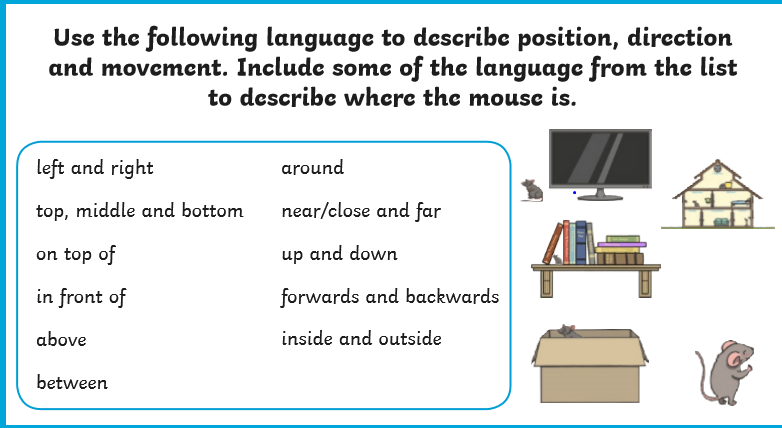 Use the following language to describe position, direction
and movement. Include some of the language from the list
to describe where the mouse is.
left and right
top, middle and bottom
on top of
in front of
above
between
around
near/close and far
up and down
forwards and backwards
inside and outside